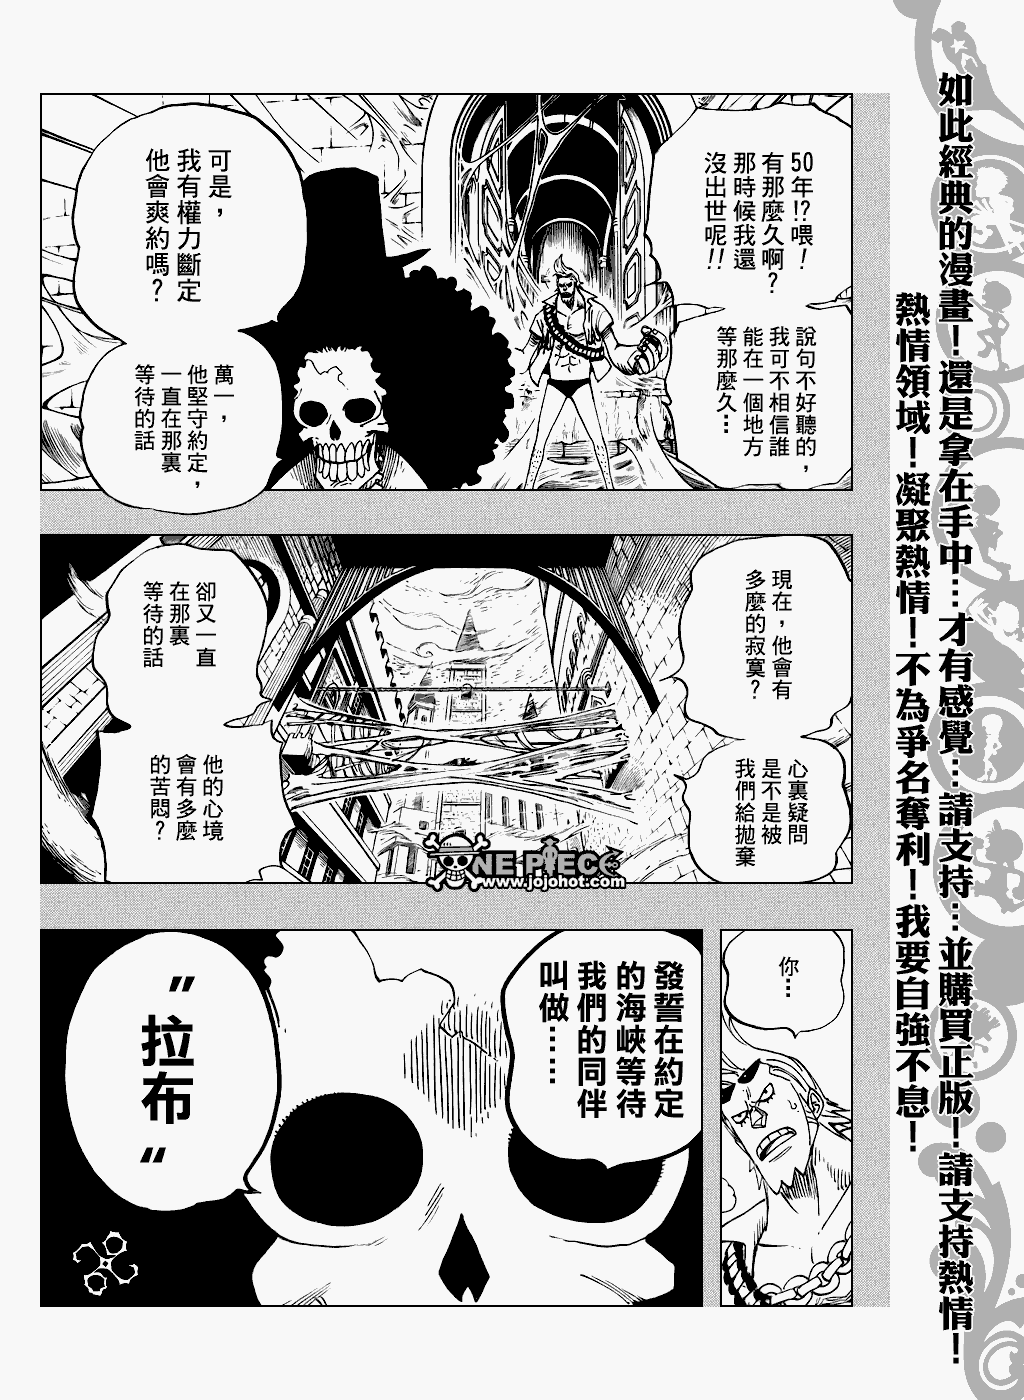 如此經典的漫畫！還是拿在手中…才有感覺…請支持…並購買正版！請支持熱情！
熱情領域！凝聚熱情！不為爭名奪利！我要自強不息！
50年!?喂！
有那麼久啊？
那時候我還
沒出世呢!!
說句不好聽的，
我可不相信誰
能在一個地方
等那麼久…
可是，
我有權力斷定
他會爽約嗎？
萬一，
他堅守約定，
一直在那裏
等待的話
現在，他會有
多麼的寂寞？
心裏疑問
是不是被
我們給拋棄
卻又一直
在那裏
等待的話
他的心境
會有多麼
的苦悶？
ONE PIECE
www.jojohot.com
你…
發誓在約定
的海峽等待
我們的同伴
叫做……
〝拉布〞